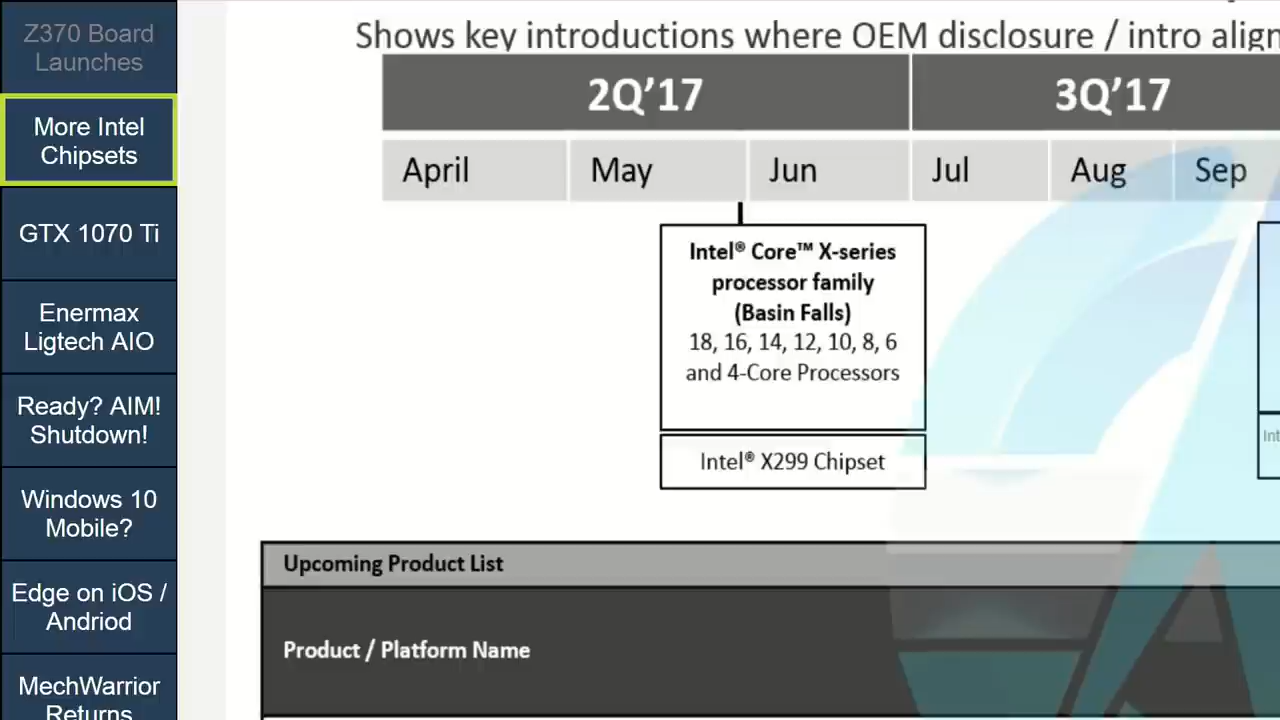 Z370 Board
Launches
More Intel
Chipsets
GTX 1070 Ti
Enermax
Ligtech AIO
Ready? AIM!
Shutdown!
Windows 10
Mobile?
Edge on iOS /
Andriod
MechWarrior
Returns
Shows key introductions where OEM disclosure / intro align
2Q’17
3Q’17
April
May
Jun
Jul
Aug
Sep
Intel® Core™ X-series
processor family
(Basin Falls)
18, 16, 14, 12, 10, 8, 6
and 4-Core Processors
Intel® X299 Chipset
Int
Upcoming Product List
Product / Platform Name